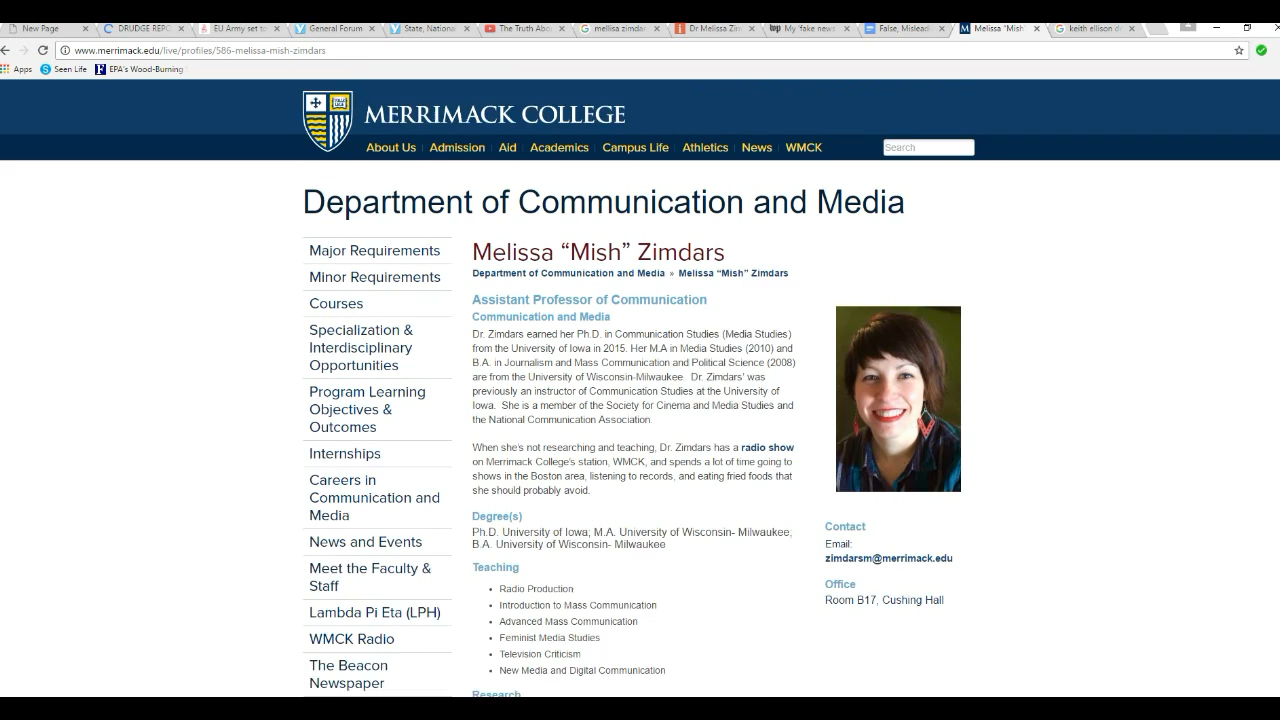 New Page
DRUDGE REPO
EU Army set to
General Forum
State, National
The Truth Abou
mellisa zimdar
Dr Melissa Zim
My 'fake news
False, Mislead
Melissa "Mish"
keith ellison d
www.merrimack.edu/live/profiles/586-melissa-mish-zimdars
Apps
Seen Life
EPA's Wood-Burning
MERRIMACK COLLEGE
About Us
Admission
Aid
Academics
Campus Life
Athletics
News
WMCK
Search
Department of Communication and Media
Major Requirements
Minor Requirements
Courses
Specialization &
Interdisciplinary
Opportunities
Program Learning
Objectives &
Outcomes
Internships
Careers in
Communication and
Media
News and Events
Meet the Faculty &
Staff
Lambda Pi Eta (LPH)
WMCK Radio
The Beacon
Newspaper
Melissa “Mish” Zimdars
Department of Communication and Media » Melissa “Mish” Zimdars
Assistant Professor of Communication
Communication and Media
Dr. Zimdars earned her Ph.D. in Communication Studies (Media Studies)
from the University of Iowa in 2015. Her M.A in Media Studies (2010) and
B.A. in Journalism and Mass Communication and Political Science (2008)
are from the University of Wisconsin-Milwaukee Dr. Zimdars' was
previously an instructor of Communication Studies at the University of
Iowa. She is a member of the Society for Cinema and Media Studies and
the National Communication Association.
When she's not researching and teaching, Dr. Zimdars has a radio show
on Merrimack College's station, WMCK, and spends a lot of time going to
shows in the Boston area, listening to records, and eating fried foods that
she should probably avoid.
Degree(s)
Ph.D. University of Iowa; M.A. University of Wisconsin- Milwaukee;
B.A. University of Wisconsin- Milwaukee
Teaching
Radio Production
Introduction to Mass Communication
Advanced Mass Communication
Feminist Media Studies
Television Criticism
New Media and Digital Communication
Research
Contact
Email:
zimdarsm@merrimack.edu
Office
Room B17, Cushing Hall